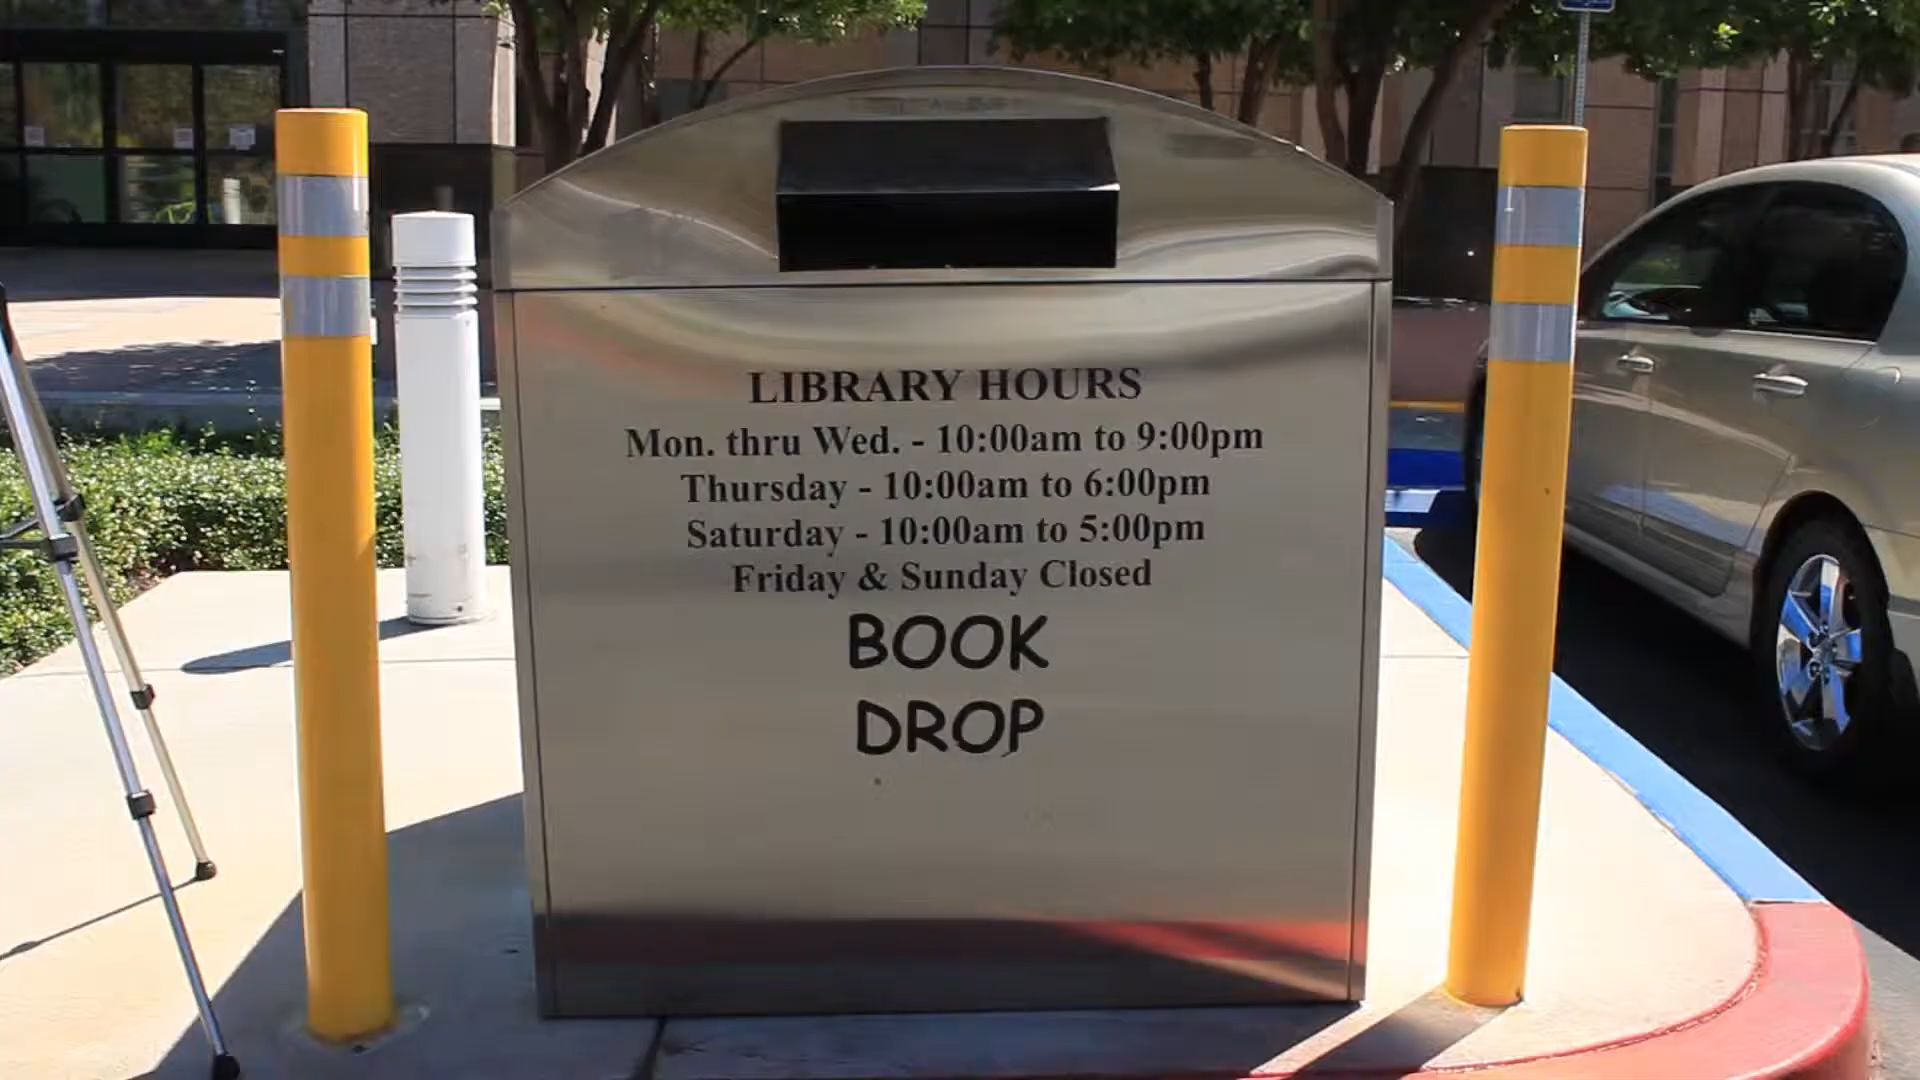 LIBRARY HOURS
Mon. thru Wed. - 10:00am to 9:00pm
Thursday - 10:00am to 6:00pm
Saturday - 10:00am to 5:00pm
Friday & Sunday Closed
BOOK
DROP